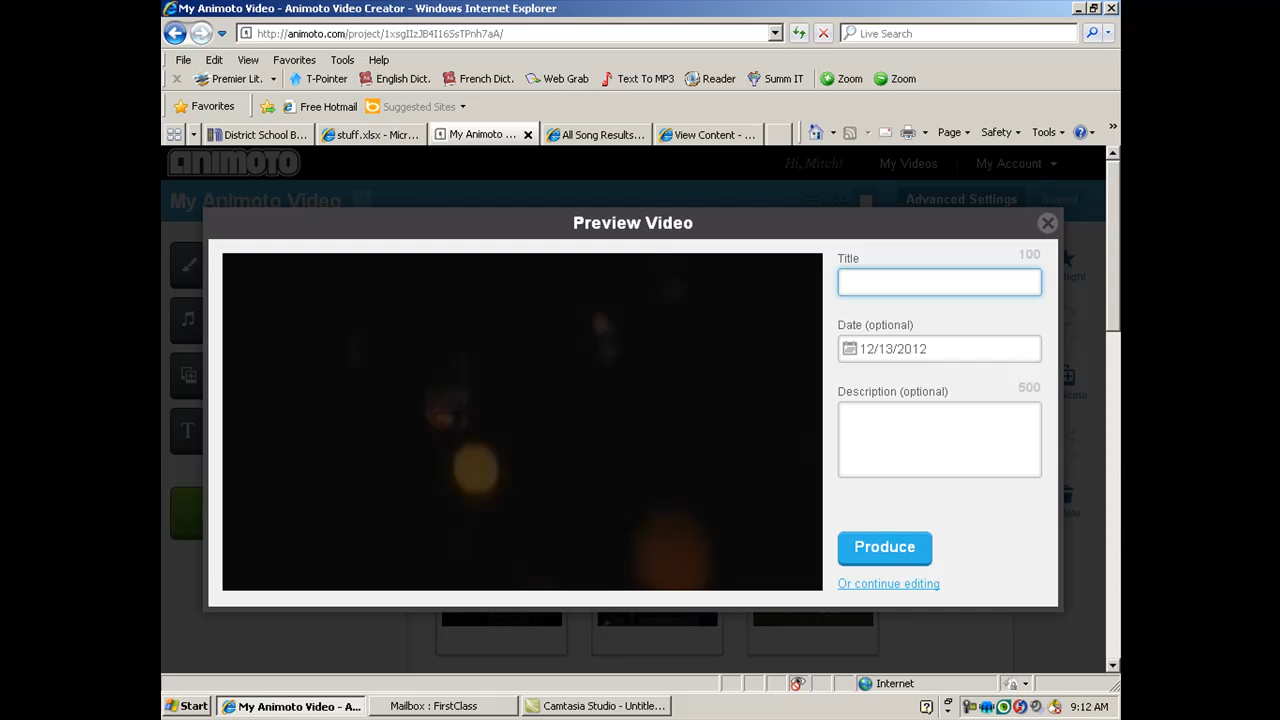 My Animoto Video - Animoto Video Creator - Windows Internet Explorer
http://animoto.com/project/
Live Search
File Edit View Favorites Tools Help
Premier Lit. T-Pointer English Dict. French Dict. Web Grab Text To MP3 Reader Summ IT Zoom Zoom
Favorites Free Hotmail Suggested Sites
District School B... stuff.xlsx - Micr... My Animoto ... All Song Results... View Content - ... Page Safety Tools
ANIMOTO Hi, Mitch! My Videos My Account
My Animoto Video Advanced Settings
Preview Video
Title 100
Date (optional)
12/13/2012
Description (optional) 500
T
Produce
Or continue editing
Internet
Start My Animoto Video - A... Mailbox : FirstClass Camtasia Studio - Untitle... 9:12 AM